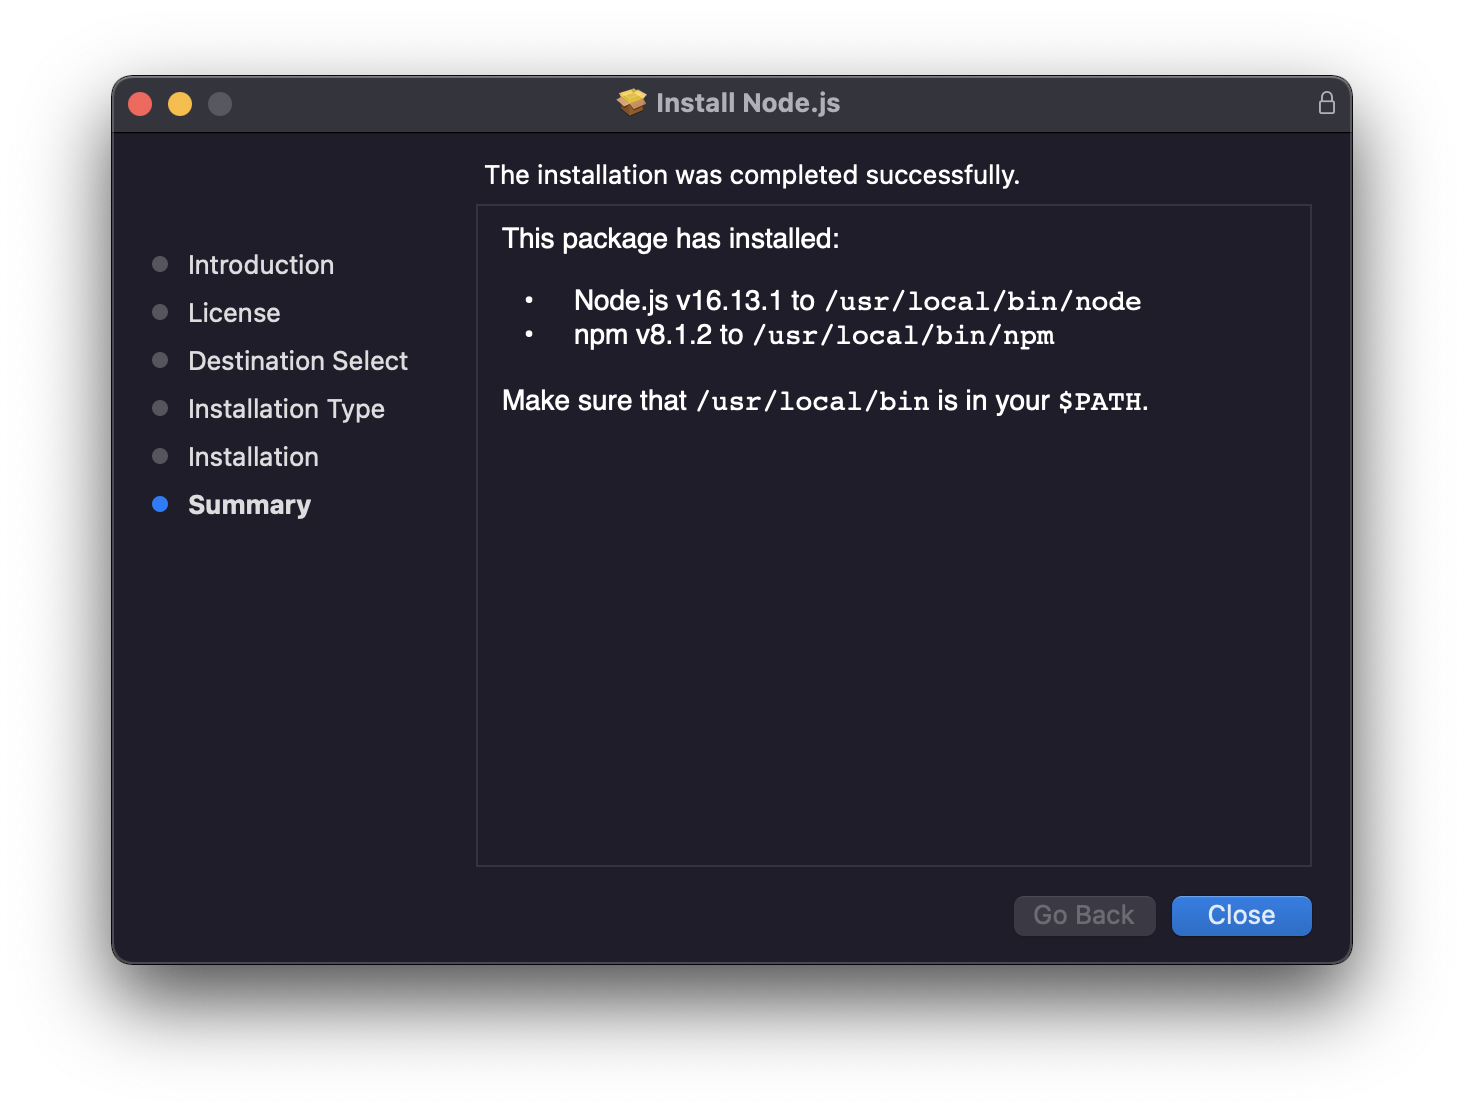 Install Node.js
The installation was completed successfully.
Introduction
License
Destination Select
Installation Type
Installation
Summary
This package has installed:
• Node.js v16.13.1 to /usr/local/bin/node
• npm v8.1.2 to /usr/local/bin/npm
Make sure that /usr/local/bin is in your $PATH.
Go Back
Close